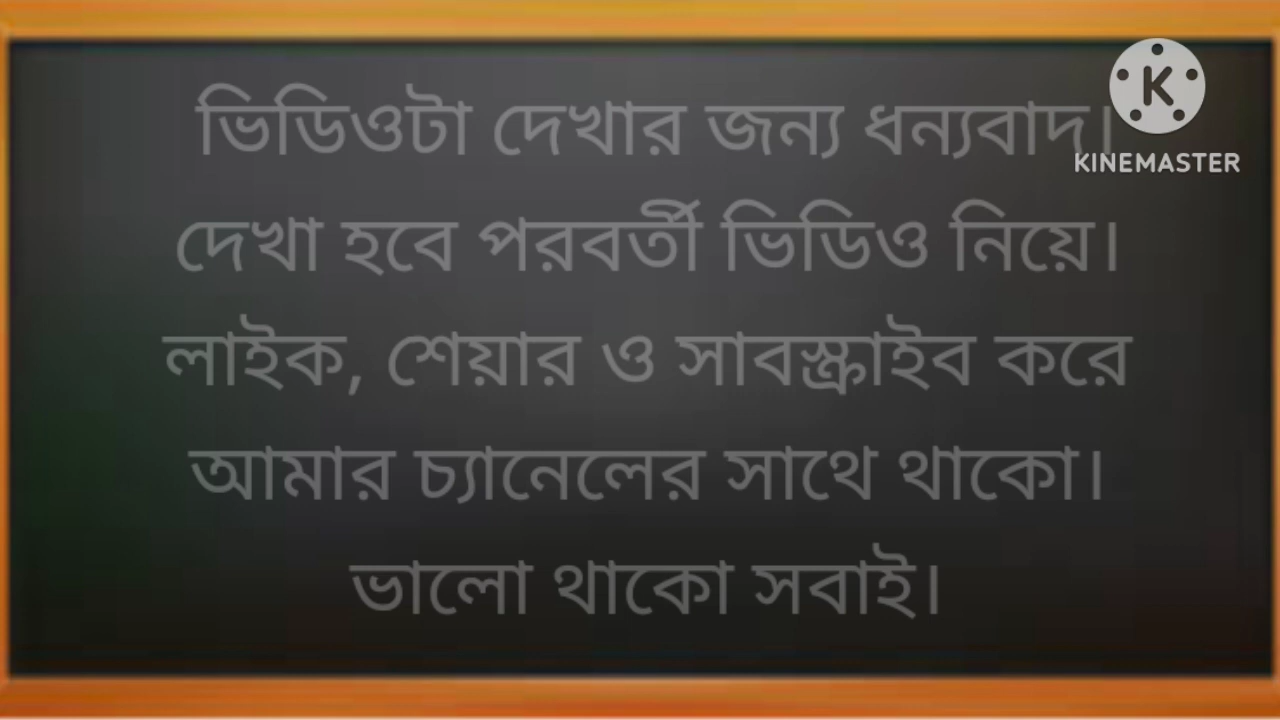 ভিডিওটা দেখার জন্য ধন্যবাদ।
দেখা হবে পরবর্তী ভিডিও নিয়ে।
লাইক, শেয়ার ও সাবস্ক্রাইব করে
আমার চ্যানেলের সাথে থাকো।
ভালো থাকো সবাই।
K
KINEMASTER